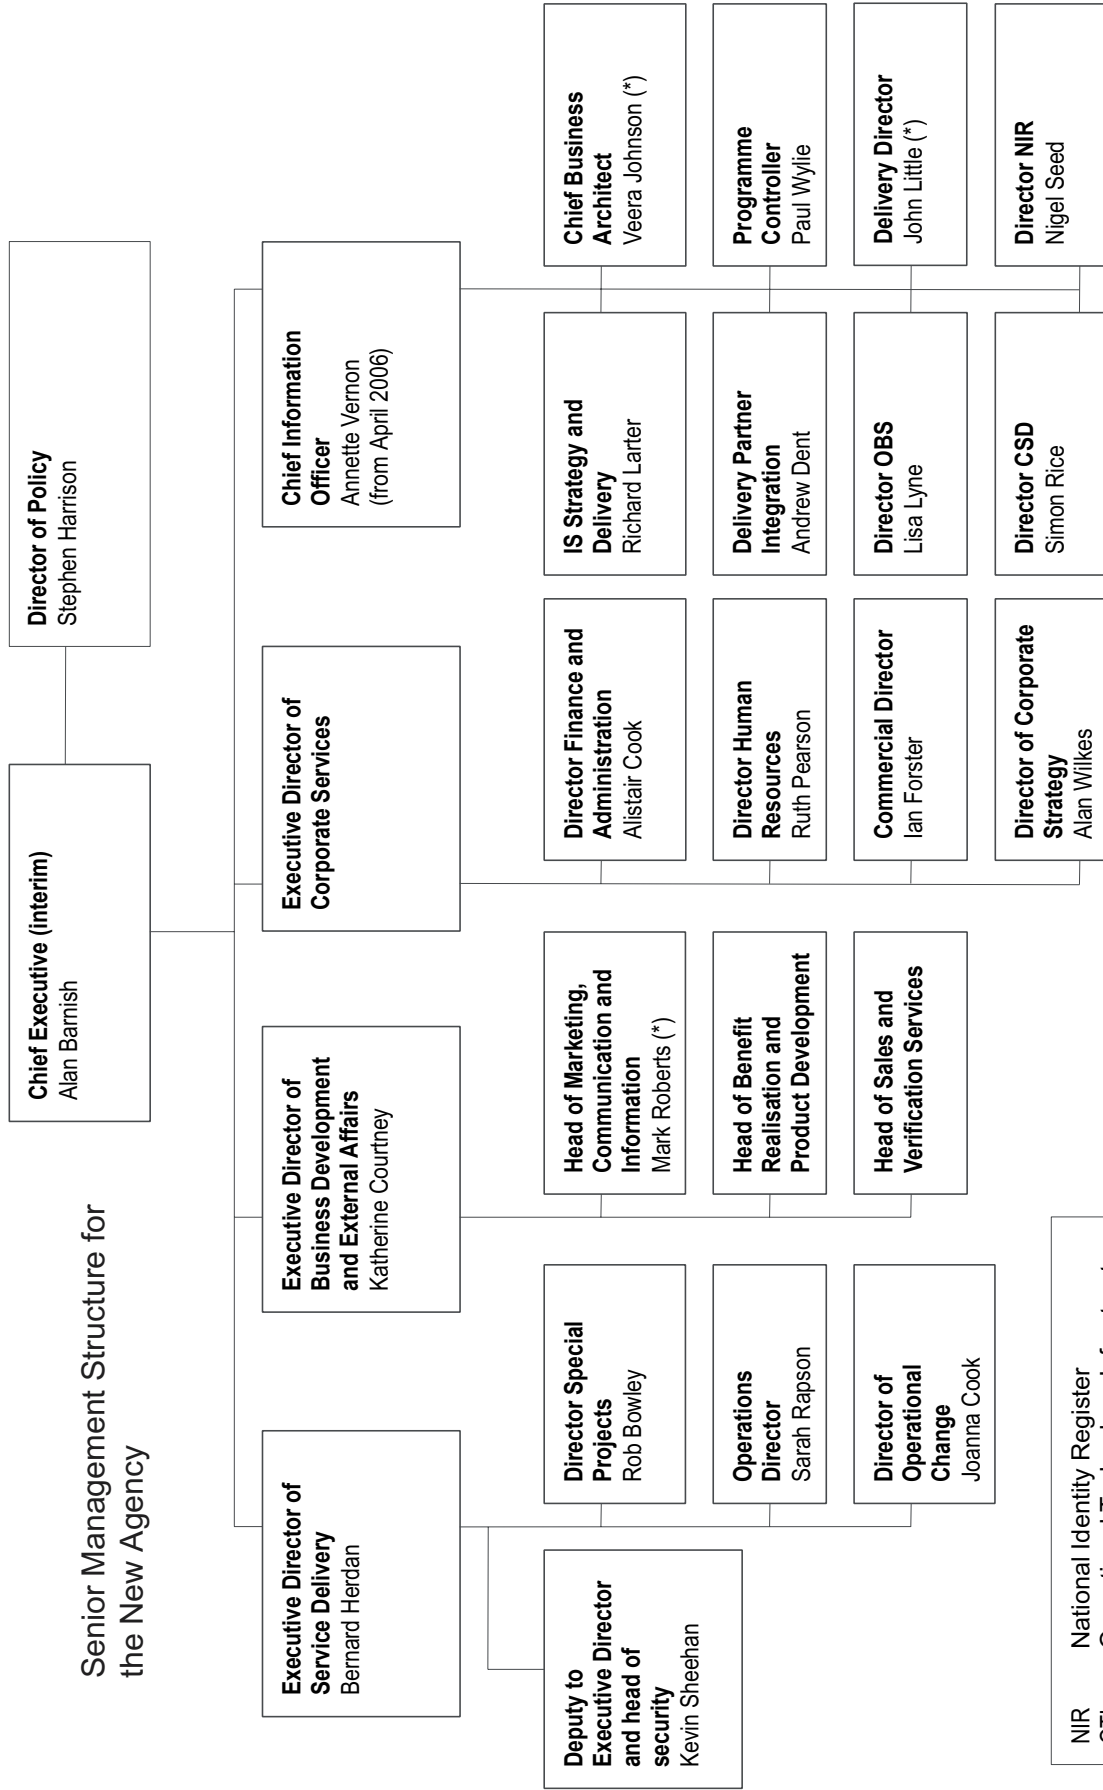 Senior Management Structure for
the New Agency
Chief Executive (interim)
Alan Barnish
Director of Policy
Stephen Harrison
Executive Director of
Service Delivery
Bernard Herdan
Executive Director of
Business Development
and External Affairs
Katherine Courtney
Executive Director of
Corporate Services
Chief Information
Officer
Annette Vernon
(from April 2006)
Deputy to
Executive Director
and head of
security
Kevin Sheehan
Director Special
Projects
Rob Bowley
Operations
Director
Sarah Rapson
Director of
Operational
Change
Joanna Cook
Head of Marketing,
Communication and
Information
Mark Roberts (*)
Head of Benefit
Realisation and
Product Development
Head of Sales and
Verification Services
Director Finance and
Administration
Alistair Cook
Director Human
Resources
Ruth Pearson
Commercial Director
Ian Forster
Director of Corporate
Strategy
Alan Wilkes
IS Strategy and
Delivery
Richard Larter
Delivery Partner
Integration
Andrew Dent
Director OBS
Lisa Lyne
Director CSD
Simon Rice
Chief Business
Architect
Veera Johnson (*)
Programme
Controller
Paul Wylie
Delivery Director
John Little (*)
Director NIR
Nigel Seed
NIR National Identity Register